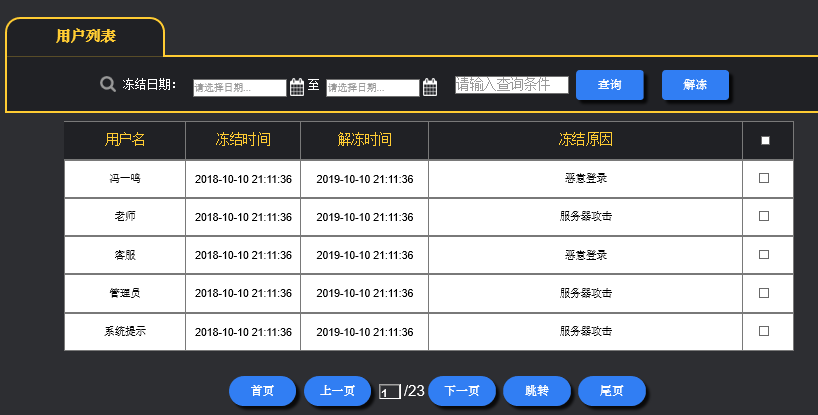 用户列表
冻结日期： 请选择日期... 至 请选择日期... 请输入查询条件 查询 解冻
用户名 冻结时间 解冻时间 冻结原因
冯一鸣 2018-10-10 21:11:36 2019-10-10 21:11:36 恶意登录
老师 2018-10-10 21:11:36 2019-10-10 21:11:36 服务器攻击
客服 2018-10-10 21:11:36 2019-10-10 21:11:36 恶意登录
管理员 2018-10-10 21:11:36 2019-10-10 21:11:36 服务器攻击
系统提示 2018-10-10 21:11:36 2019-10-10 21:11:36 服务器攻击
首页 上一页 1 /23 下一页 跳转 尾页